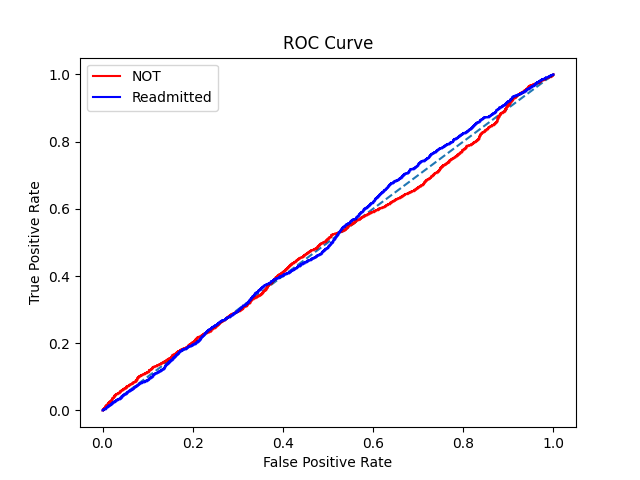 ROC Curve
NOT
Readmitted
True Positive Rate
1.0
0.8
0.6
0.4
0.2
0.0
0.0 0.2 0.4 0.6 0.8 1.0
False Positive Rate